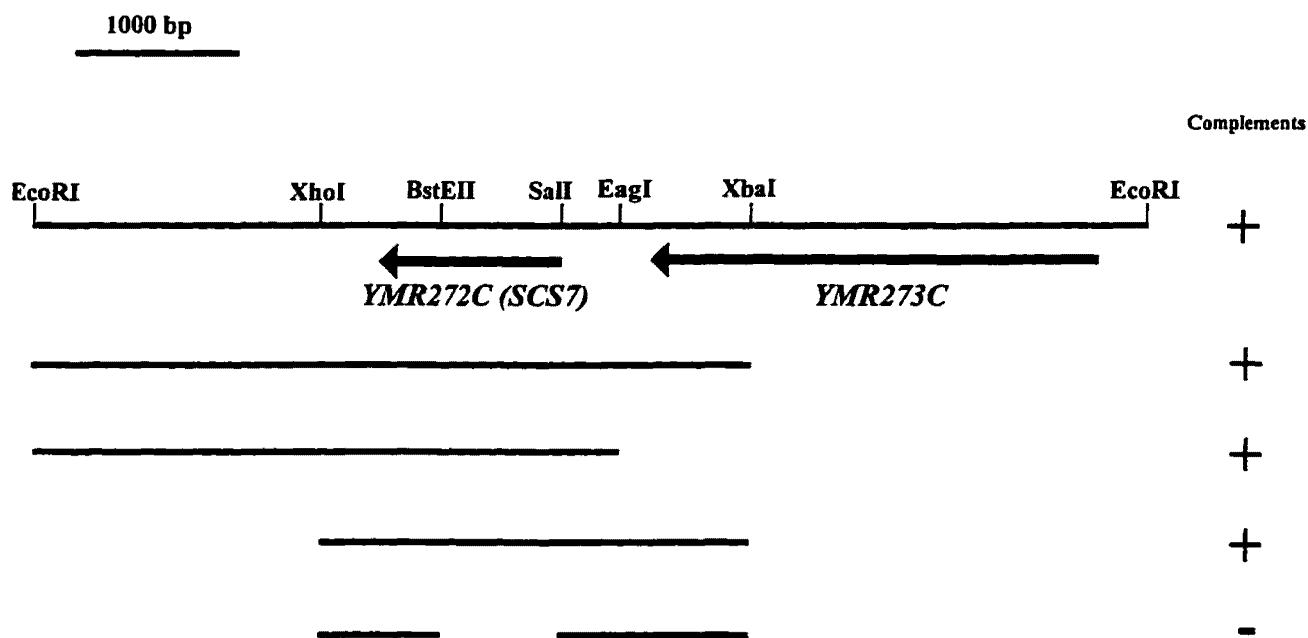 1000 bp
Complements
EcoRI XhoI BstEII SalI EagI XbaI EcoRI
+
YMR272C (SCS7) YMR273C
+
+
+
-